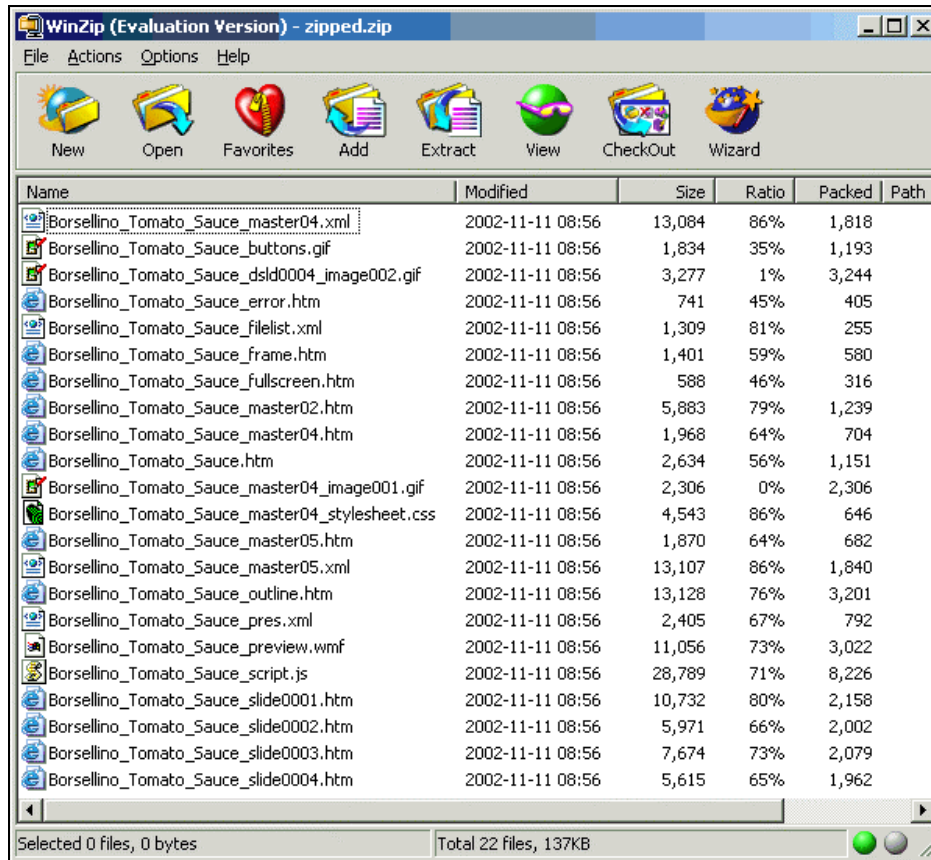 WinZip (Evaluation Version) - zipped.zip
File Actions Options Help
New Open Favorites Add Extract View CheckOut Wizard
Name Modified Size Ratio Packed Path
Borsellino_Tomato_Sauce_master04.xml 2002-11-11 08:56 13,084 86% 1,818
Borsellino_Tomato_Sauce_buttons.gif 2002-11-11 08:56 1,834 35% 1,193
Borsellino_Tomato_Sauce_dsld0004_image002.gif 2002-11-11 08:56 3,277 1% 3,244
Borsellino_Tomato_Sauce_error.htm 2002-11-11 08:56 741 45% 405
Borsellino_Tomato_Sauce_filelist.xml 2002-11-11 08:56 1,309 81% 255
Borsellino_Tomato_Sauce_frame.htm 2002-11-11 08:56 1,401 59% 580
Borsellino_Tomato_Sauce_fullscreen.htm 2002-11-11 08:56 588 46% 316
Borsellino_Tomato_Sauce_master02.htm 2002-11-11 08:56 5,883 79% 1,239
Borsellino_Tomato_Sauce_master04.htm 2002-11-11 08:56 1,968 64% 704
Borsellino_Tomato_Sauce.htm 2002-11-11 08:56 2,634 56% 1,151
Borsellino_Tomato_Sauce_master04_image001.gif 2002-11-11 08:56 2,306 0% 2,306
Borsellino_Tomato_Sauce_master04_stylesheet.css 2002-11-11 08:56 4,543 86% 646
Borsellino_Tomato_Sauce_master05.htm 2002-11-11 08:56 1,870 64% 682
Borsellino_Tomato_Sauce_master05.xml 2002-11-11 08:56 13,107 86% 1,840
Borsellino_Tomato_Sauce_outline.htm 2002-11-11 08:56 13,128 76% 3,201
Borsellino_Tomato_Sauce_pres.xml 2002-11-11 08:56 2,405 67% 792
Borsellino_Tomato_Sauce_preview.wmf 2002-11-11 08:56 11,056 73% 3,022
Borsellino_Tomato_Sauce_script.js 2002-11-11 08:56 28,789 71% 8,226
Borsellino_Tomato_Sauce_slide0001.htm 2002-11-11 08:56 10,732 80% 2,158
Borsellino_Tomato_Sauce_slide0002.htm 2002-11-11 08:56 5,971 66% 2,002
Borsellino_Tomato_Sauce_slide0003.htm 2002-11-11 08:56 7,674 73% 2,079
Borsellino_Tomato_Sauce_slide0004.htm 2002-11-11 08:56 5,615 65% 1,962
Selected 0 files, 0 bytes Total 22 files, 137KB